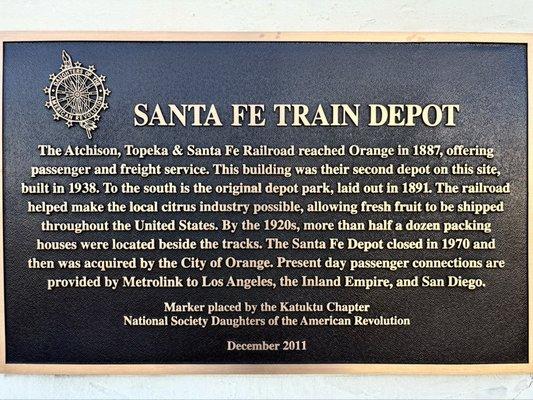 DAUGHTERS OF THE
AMERICAN REVOLUTION
SANTA FE TRAIN DEPOT
The Atchison, Topeka & Santa Fe Railroad reached Orange in 1887, offering
passenger and freight service. This building was their second depot on this site,
built in 1938. To the south is the original depot park, laid out in 1891. The railroad
helped make the local citrus industry possible, allowing fresh fruit to be shipped
throughout the United States. By the 1920s, more than half a dozen packing
houses were located beside the tracks. The Santa Fe Depot closed in 1970 and
then was acquired by the City of Orange. Present day passenger connections are
provided by Metrolink to Los Angeles, the Inland Empire, and San Diego.
Marker placed by the Katuktu Chapter
National Society Daughters of the American Revolution
December 2011